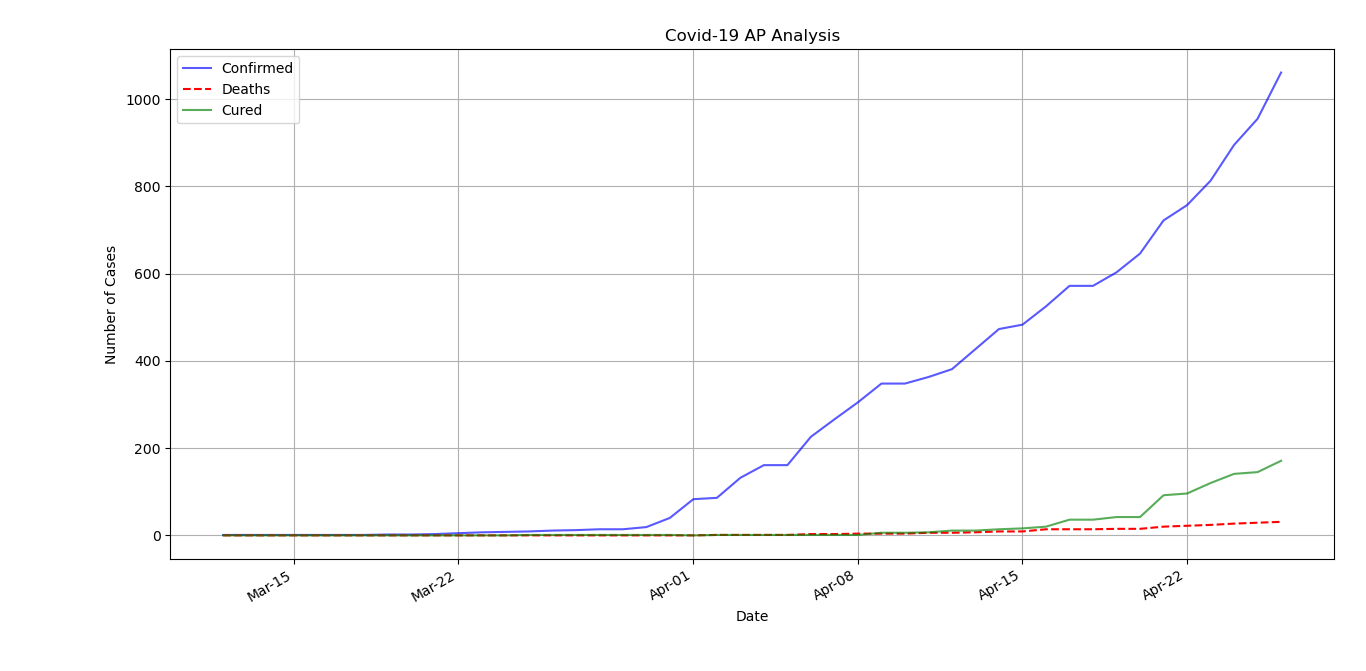 Covid-19 AP Analysis
Confirmed
Deaths
Cured
1000
800
600
400
200
0
Number of Cases
Mar-15
Mar-22
Apr-01
Apr-08
Apr-15
Apr-22
Date